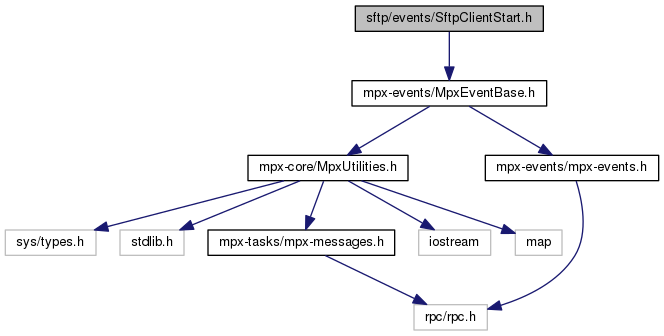 sftp/events/SftpClientStart.h
mpx-events/MpxEventBase.h
mpx-core/MpxUtilities.h
mpx-events/mpx-events.h
sys/types.h
stdlib.h
mpx-tasks/mpx-messages.h
iostream
map
rpc/rpc.h